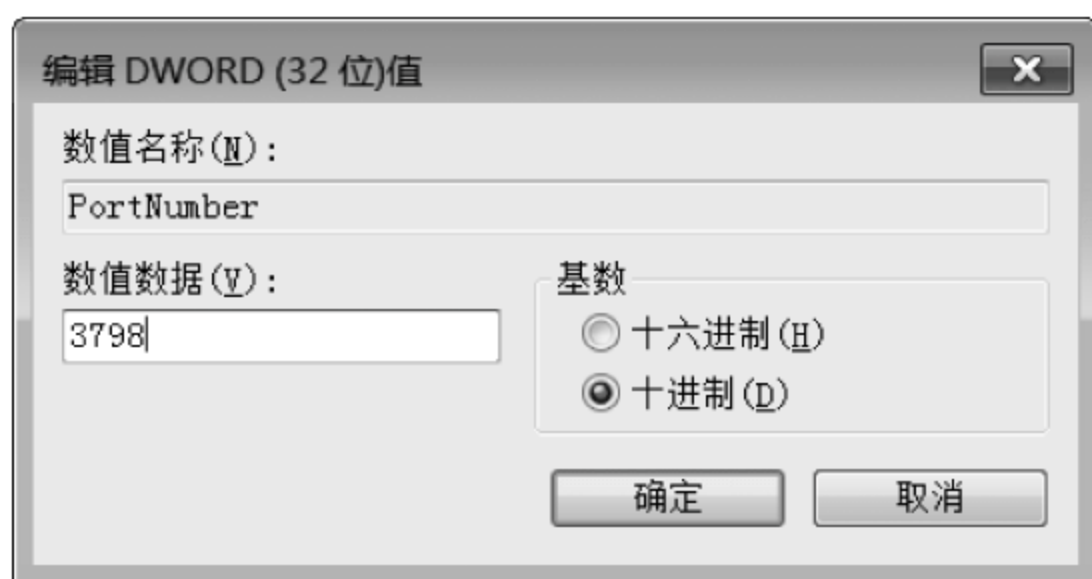 编辑 DWORD (32 位)值
数值名称(N):
PortNumber
数值数据(V):
3798
基数
十六进制(H)
十进制(D)
确定
取消